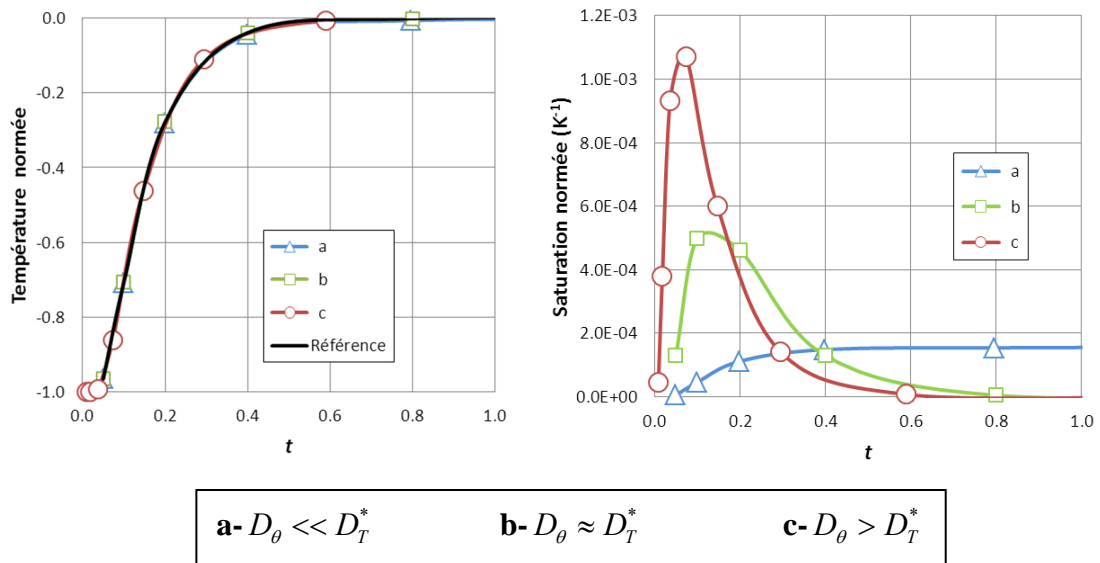 Température normée
0.0
-0.2
-0.4
-0.6
-0.8
-1.0
0.0 0.2 0.4 0.6 0.8 1.0
t
a
b
c
Référence
Saturation normée (K⁻¹)
1.2E-03
1.0E-03
8.0E-04
6.0E-04
4.0E-04
2.0E-04
0.0E+00
0.0 0.2 0.4 0.6 0.8 1.0
t
a
b
c
a- D_θ << D_T^* b- D_θ ≈ D_T^* c- D_θ > D_T^*